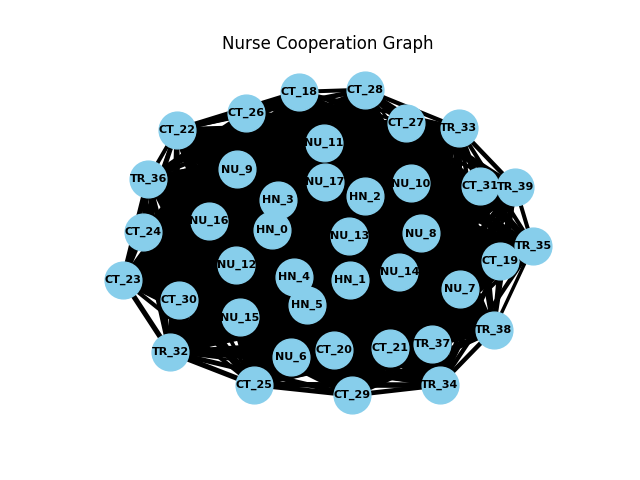 Nurse Cooperation Graph
CT_18
CT_28
CT_26
CT_27
CT_22
TR_33
NU_11
NU_9
TR_36
NU_17
NU_10
CT_31
TR_39
HN_3
HN_2
NU_16
CT_24
HN_0
NU_13
NU_8
TR_35
NU_12
CT_19
CT_23
HN_4
HN_1
NU_14
NU_7
CT_30
HN_5
NU_15
TR_38
TR_32
NU_6
CT_20
CT_21
TR_37
CT_25
CT_29
TR_34